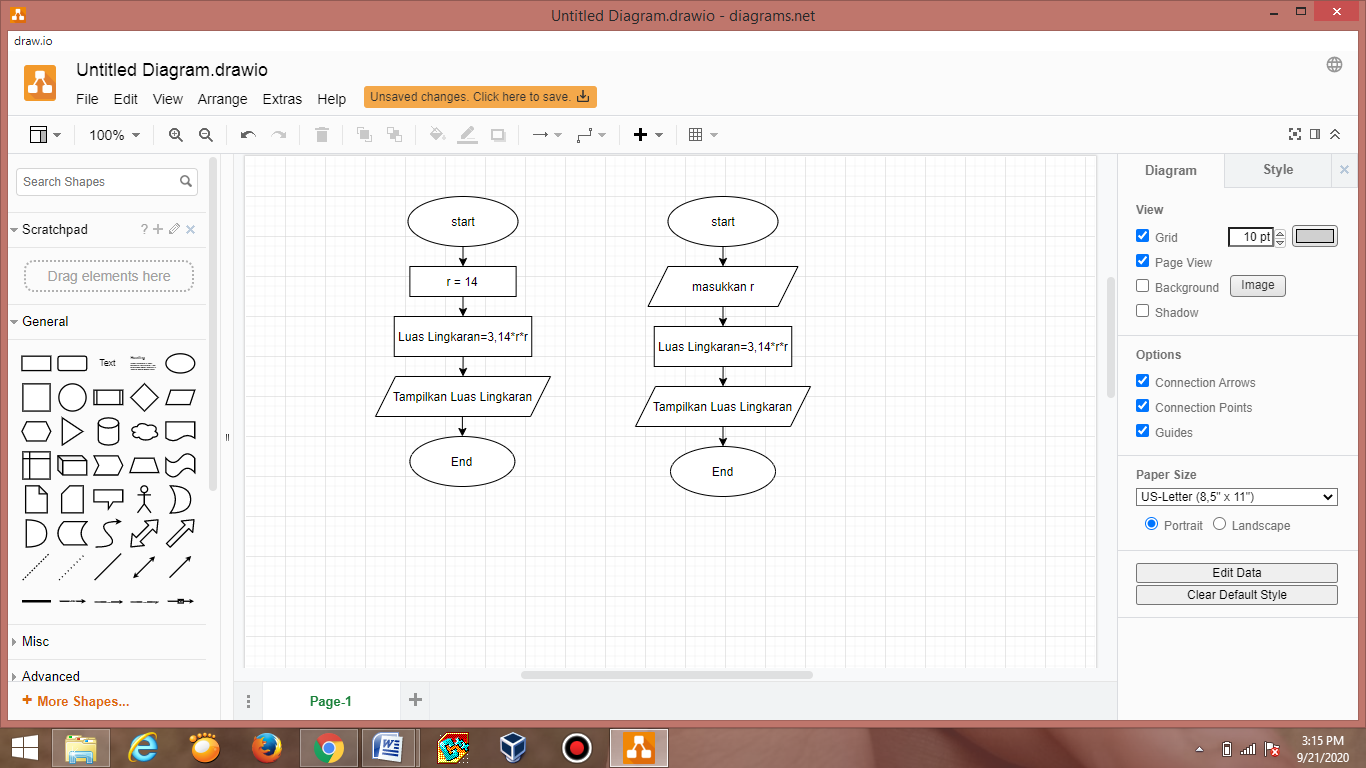 Untitled Diagram.drawio - diagrams.net
draw.io
Untitled Diagram.drawio
File Edit View Arrange Extras Help
Unsaved changes. Click here to save.
100%
Search Shapes
Scratchpad
?
Drag elements here
General
Text
Heading
Misc
Advanced
+ More Shapes...
start
r = 14
Luas Lingkaran=3,14*r*r
Tampilkan Luas Lingkaran
End
start
masukkan r
Luas Lingkaran=3,14*r*r
Tampilkan Luas Lingkaran
End
Page-1
Diagram Style
View
Grid 10 pt
Page View
Background Image
Shadow
Options
Connection Arrows
Connection Points
Guides
Paper Size
US-Letter (8,5" x 11")
Portrait Landscape
Edit Data
Clear Default Style
3:15 PM
9/21/2020